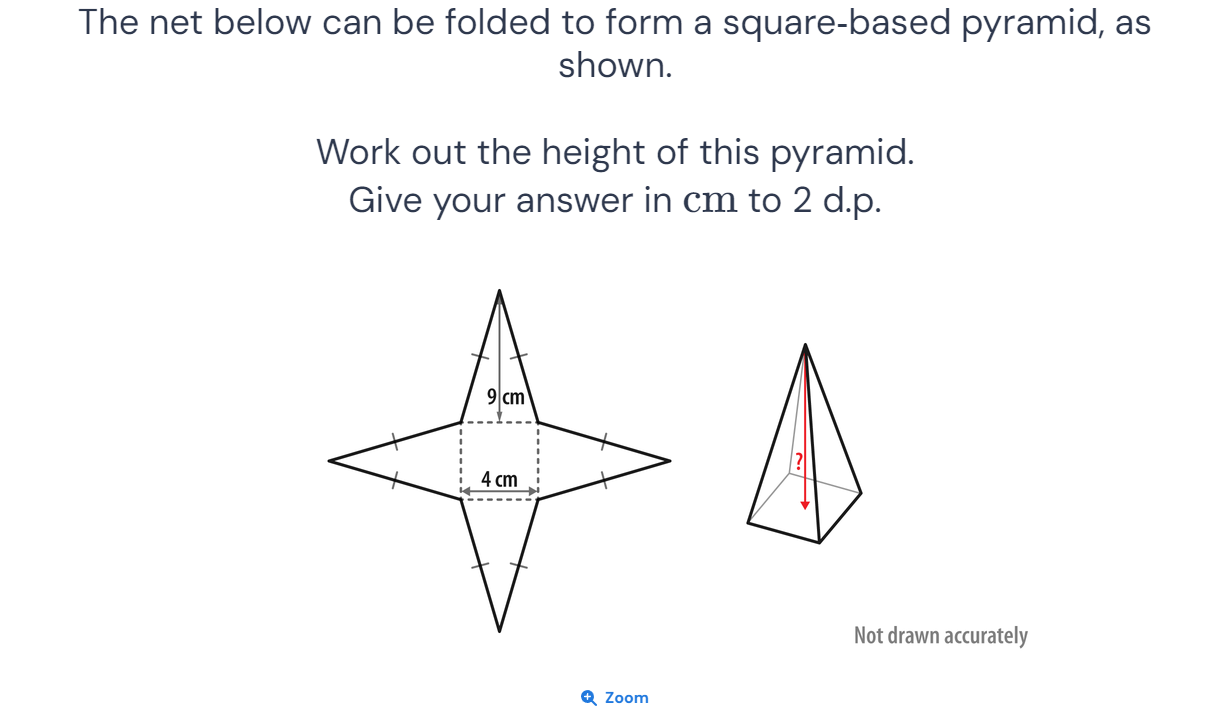 The net below can be folded to form a square-based pyramid, as
shown.
Work out the height of this pyramid.
Give your answer in cm to 2 d.p.
9 cm
4 cm
?
Not drawn accurately
Zoom